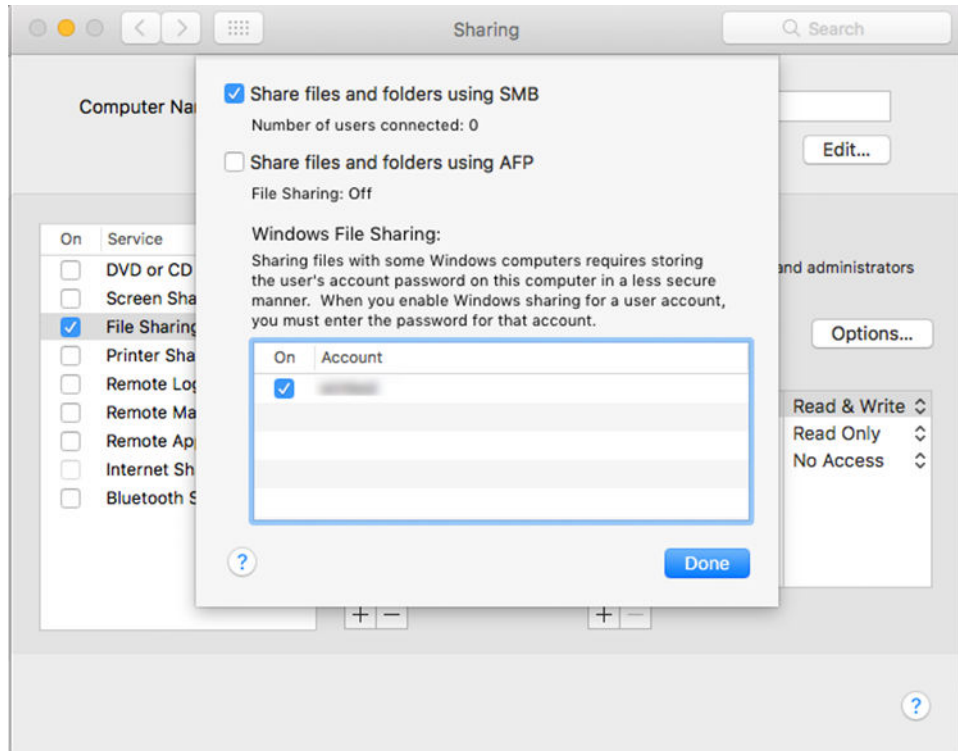 Sharing
Search
Computer Na
Edit...
Share files and folders using SMB
Number of users connected: 0
Share files and folders using AFP
File Sharing: Off
Windows File Sharing:
Sharing files with some Windows computers requires storing
the user's account password on this computer in a less secure
manner. When you enable Windows sharing for a user account,
you must enter the password for that account.
On Account
Done
On Service
DVD or CD
Screen Sha
File Sharing
Printer Sha
Remote Log
Remote Ma
Remote Ap
Internet Sh
Bluetooth S
and administrators
Options...
Read & Write
Read Only
No Access